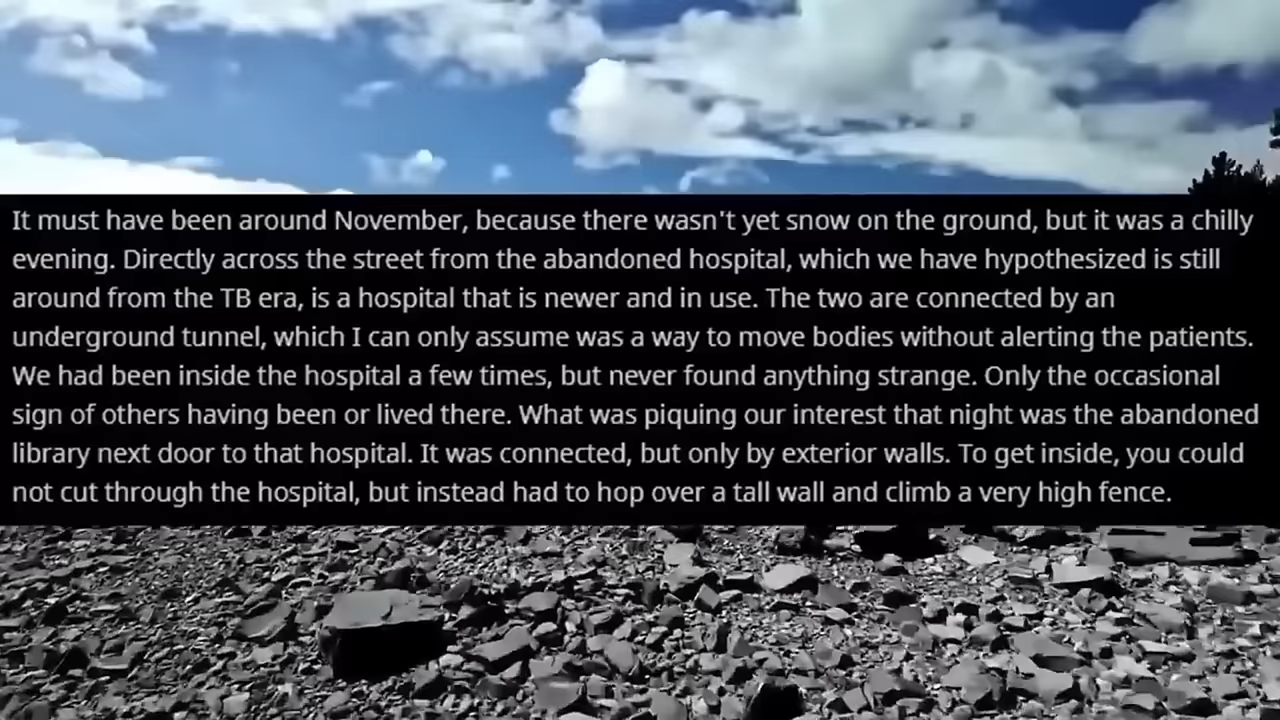 It must have been around November, because there wasn't yet snow on the ground, but it was a chilly
evening. Directly across the street from the abandoned hospital, which we have hypothesized is still
around from the TB era, is a hospital that is newer and in use. The two are connected by an
underground tunnel, which I can only assume was a way to move bodies without alerting the patients.
We had been inside the hospital a few times, but never found anything strange. Only the occasional
sign of others having been or lived there. What was piquing our interest that night was the abandoned
library next door to that hospital. It was connected, but only by exterior walls. To get inside, you could
not cut through the hospital, but instead had to hop over a tall wall and climb a very high fence.